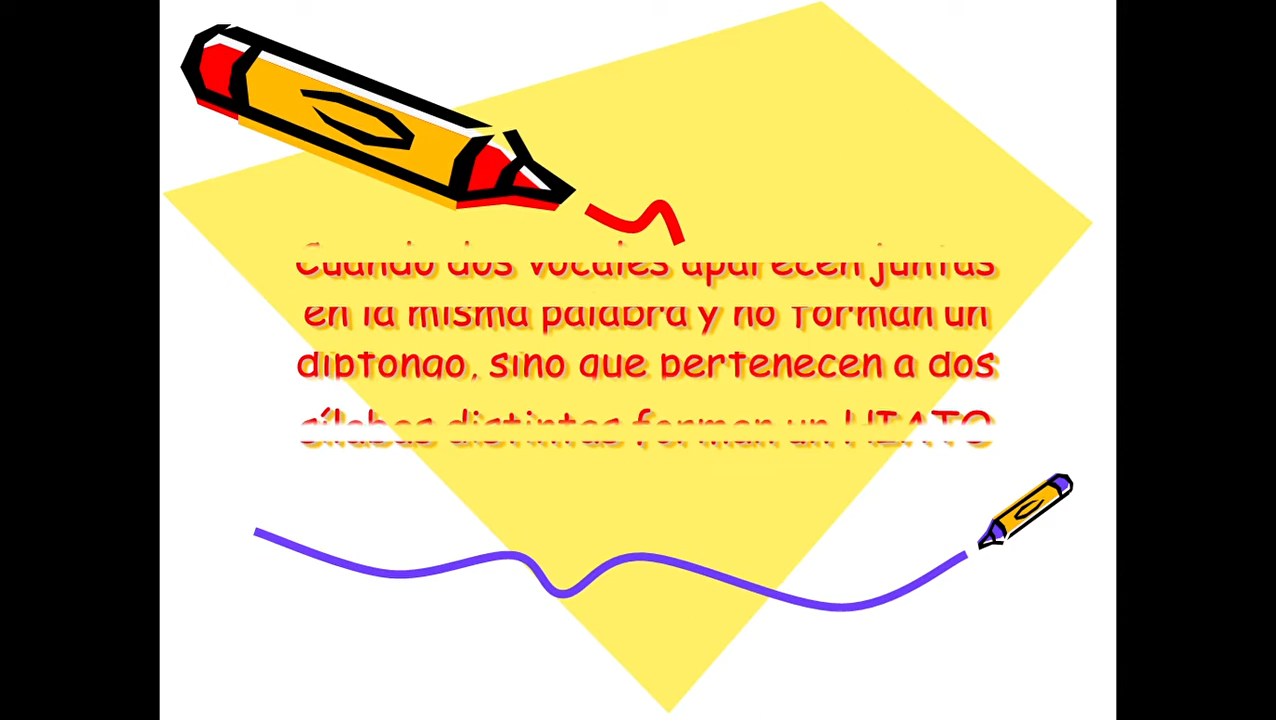 Cuando dos vocales aparecen juntas
en la misma palabra y no forman un
diptongo, sino que pertenecen a dos
sílabas distintas forman un HIATO